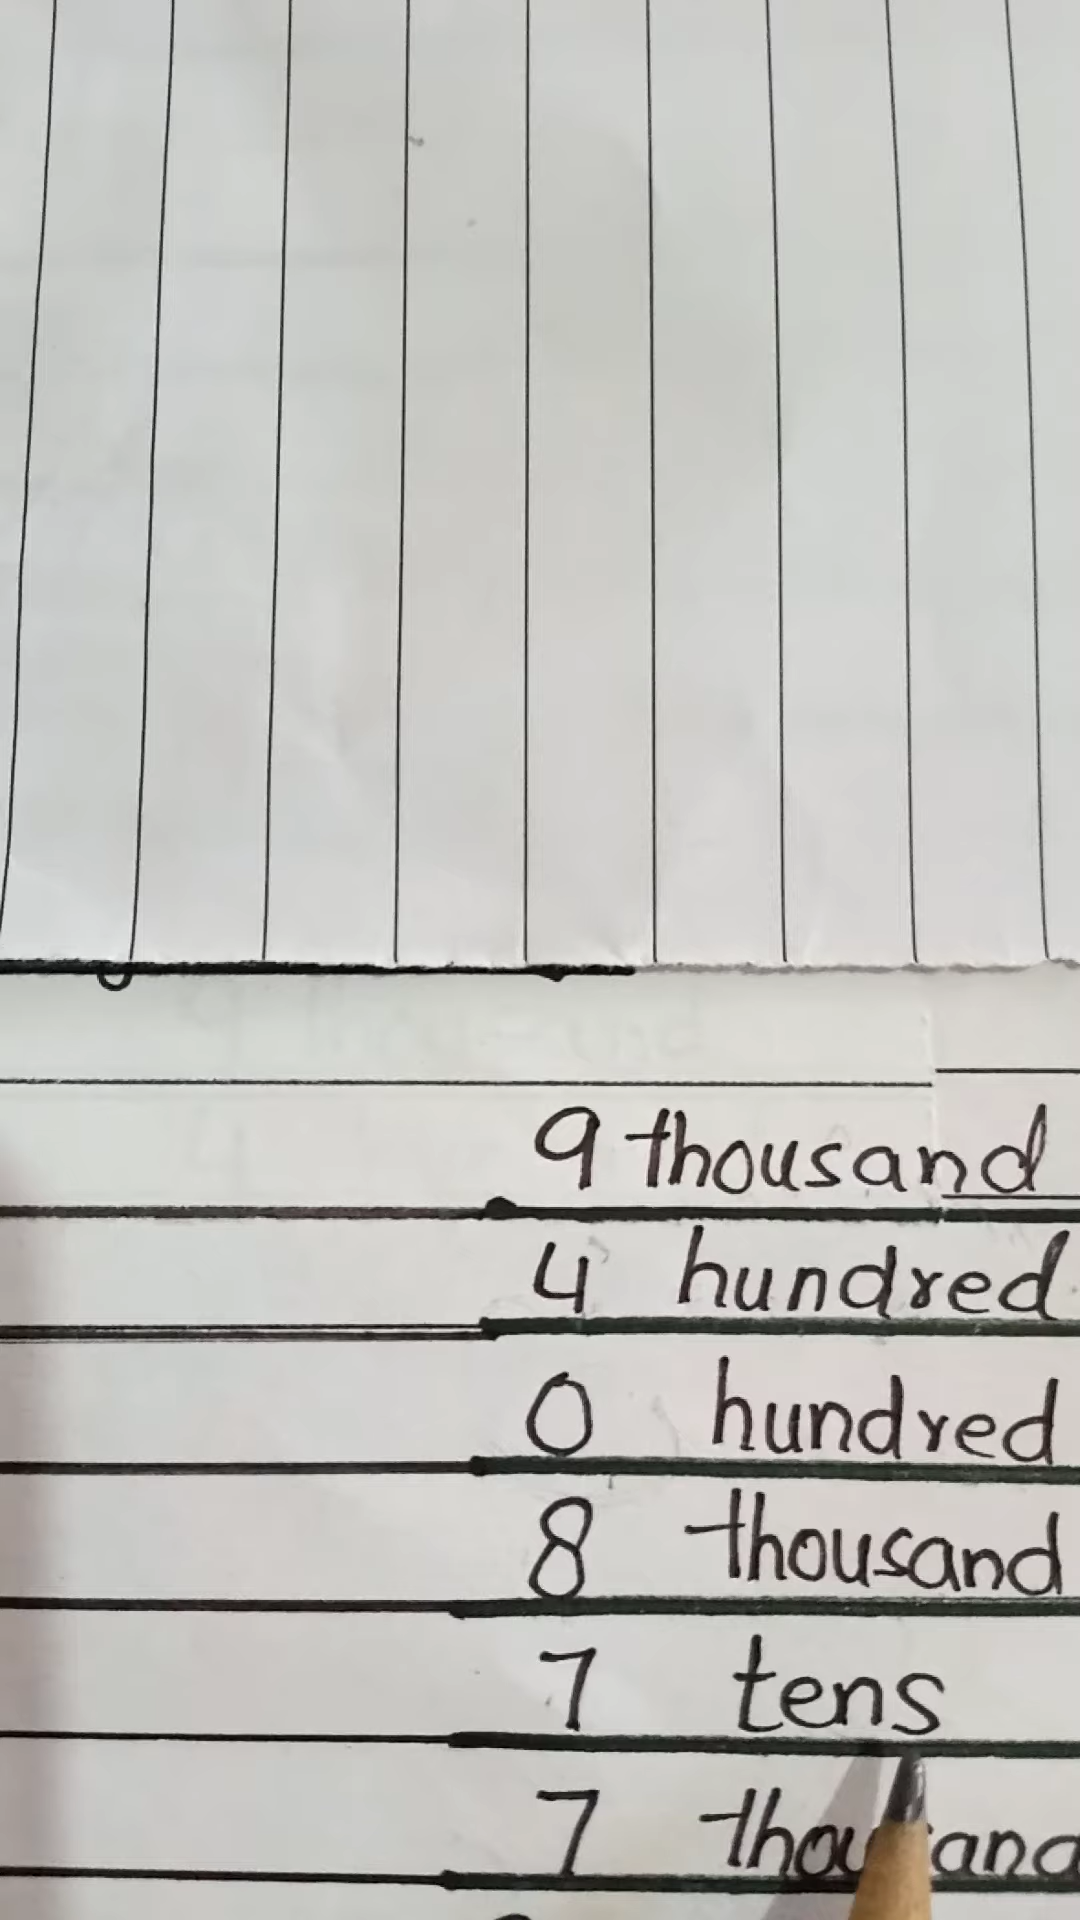 9 thousand
4 hundred
0 hundred
8 thousand
7 tens
7